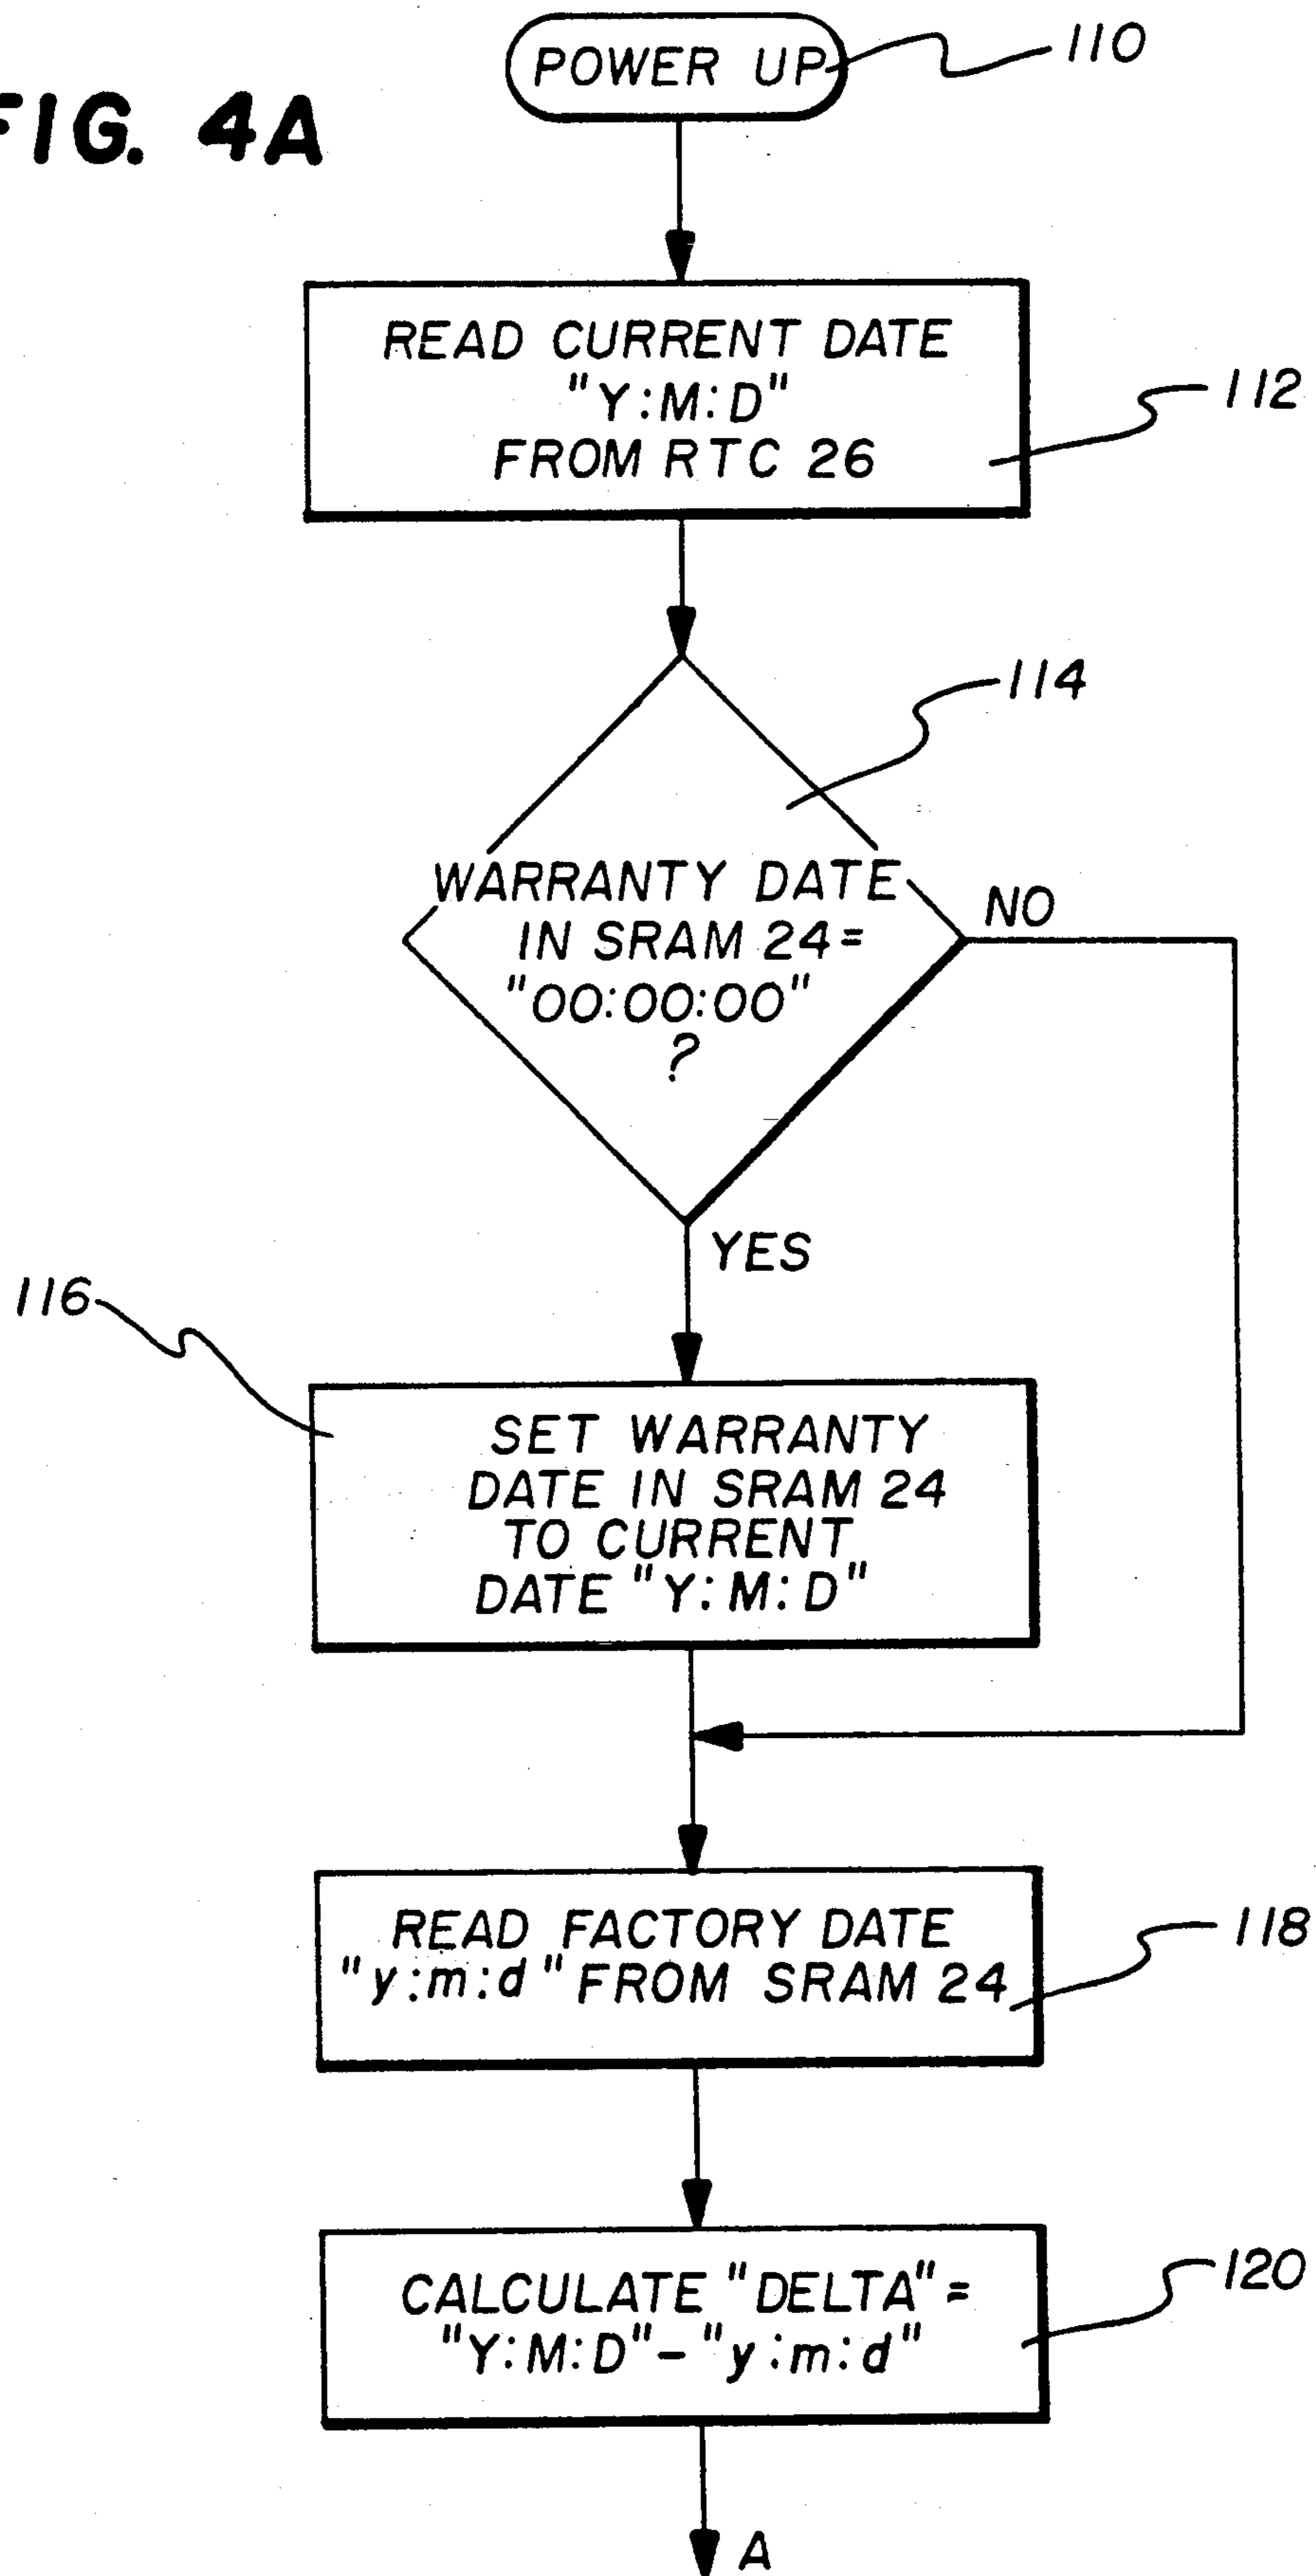 FIG. 4A
POWER UP
110
READ CURRENT DATE
"Y:M:D"
FROM RTC 26
112
114
WARRANTY DATE
IN SRAM 24=
"00:00:00"
?
NO
YES
116
SET WARRANTY
DATE IN SRAM 24
TO CURRENT
DATE "Y:M:D"
READ FACTORY DATE
"y:m:d" FROM SRAM 24
118
CALCULATE "DELTA"=
"Y:M:D"-"y:m:d"
120
A